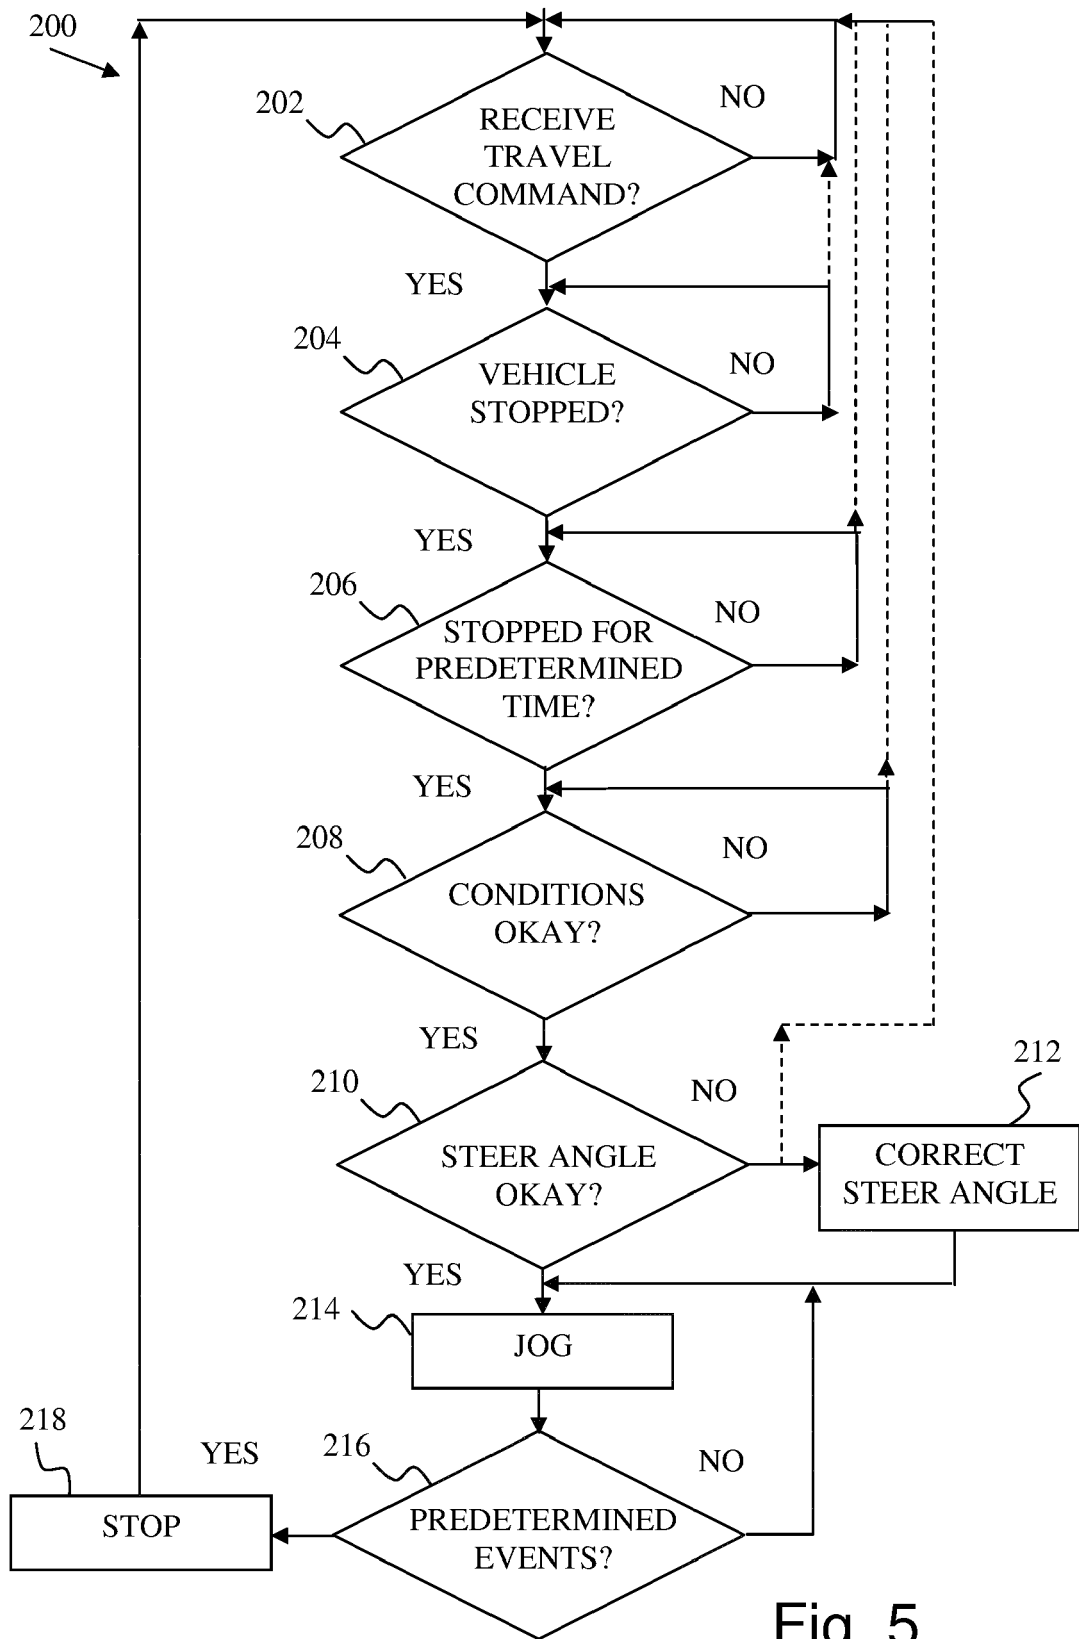 200
202
RECEIVE
TRAVEL
COMMAND?
NO
YES
204
VEHICLE
STOPPED?
NO
YES
206
STOPPED FOR
PREDETERMINED
TIME?
NO
YES
208
CONDITIONS
OKAY?
NO
YES
210
STEER ANGLE
OKAY?
NO
212
CORRECT
STEER ANGLE
YES
214
JOG
216
PREDETERMINED
EVENTS?
NO
YES
218
STOP
Fig. 5